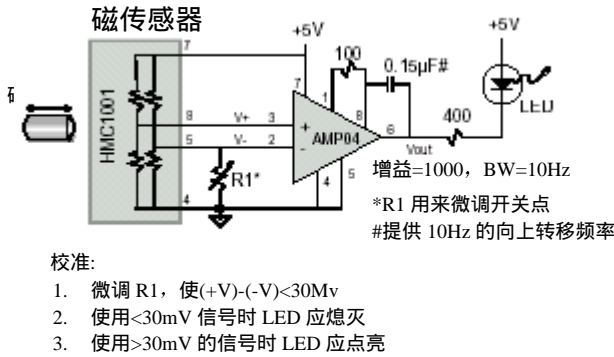 磁传感器
+5V
+5V
100
0.15µF#
7
7
1
8
HMC1001
8
V+
3
+
AMP04
6
400
LED
5
V-
2
-
Vout
R1*
4
5
4
增益=1000，BW=10Hz
*R1 用来微调开关点
#提供 10Hz 的向上转移频率
校准:
1. 微调 R1，使(+V)-(-V)<30Mv
2. 使用<30mV 信号时 LED 应熄灭
3. 使用>30mV 的信号时 LED 应点亮